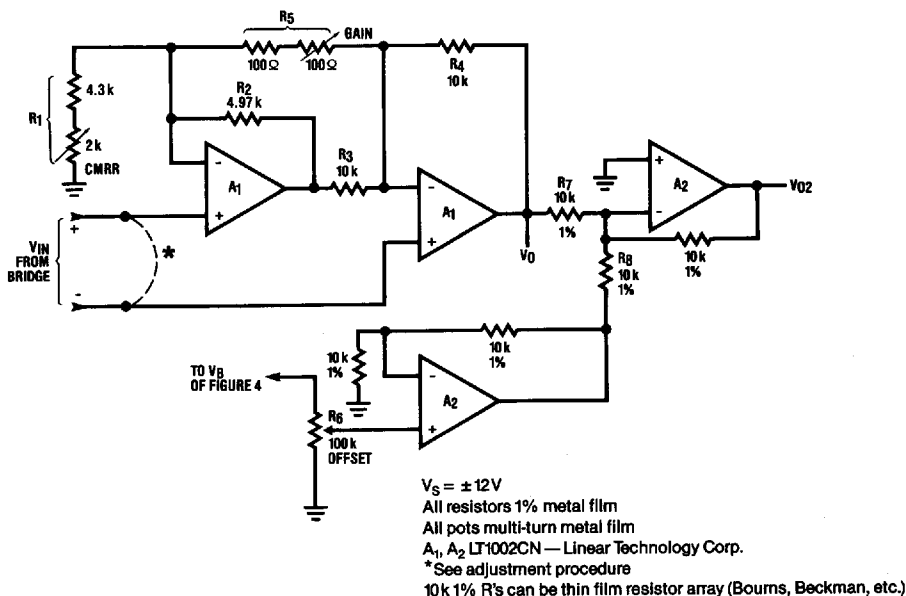 R5
GAIN
100Ω
100Ω
R4
10k
4.3k
R1
2k
CMRR
R2
4.97k
-
A1
+
R3
10k
-
A1
+
R7
10k
1%
+
A2
-
VO2
VO
10k
1%
R8
10k
1%
+
VIN
FROM
BRIDGE
-
*
10k
1%
10k
1%
-
A2
+
TO VB
OF FIGURE 4
R6
100k
OFFSET
VS = ±12V
All resistors 1% metal film
All pots multi-turn metal film
A1, A2 LT1002CN — Linear Technology Corp.
*See adjustment procedure
10k 1% R's can be thin film resistor array (Bourns, Beckman, etc.)